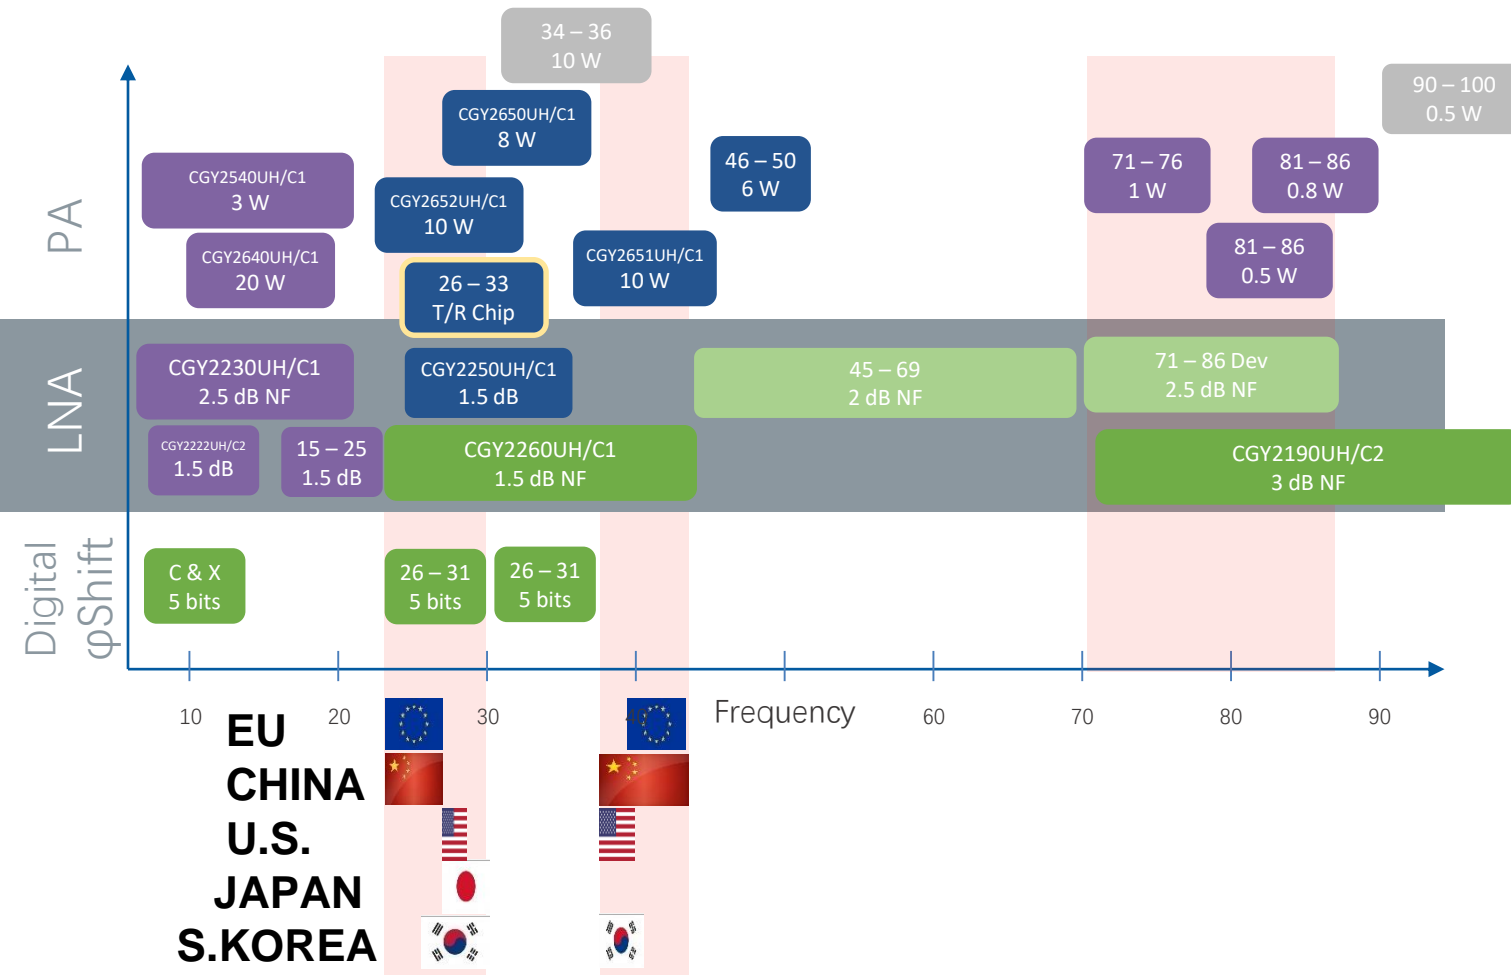 34 – 36
10 W
90 – 100
0.5 W
CGY2650UH/C1
8 W
46 – 50
6 W
71 – 76
1 W
81 – 86
0.8 W
CGY2540UH/C1
3 W
CGY2652UH/C1
10 W
PA
CGY2640UH/C1
20 W
CGY2651UH/C1
10 W
81 – 86
0.5 W
26 – 33
T/R Chip
LNA
CGY2230UH/C1
2.5 dB NF
CGY2250UH/C1
1.5 dB
45 – 69
2 dB NF
71 – 86 Dev
2.5 dB NF
CGY2222UH/C2
1.5 dB
15 – 25
1.5 dB
CGY2260UH/C1
1.5 dB NF
CGY2190UH/C2
3 dB NF
Digital
φShift
C & X
5 bits
26 – 31
5 bits
26 – 31
5 bits
10 20 30 40 Frequency 60 70 80 90
EU
CHINA
U.S.
JAPAN
S.KOREA